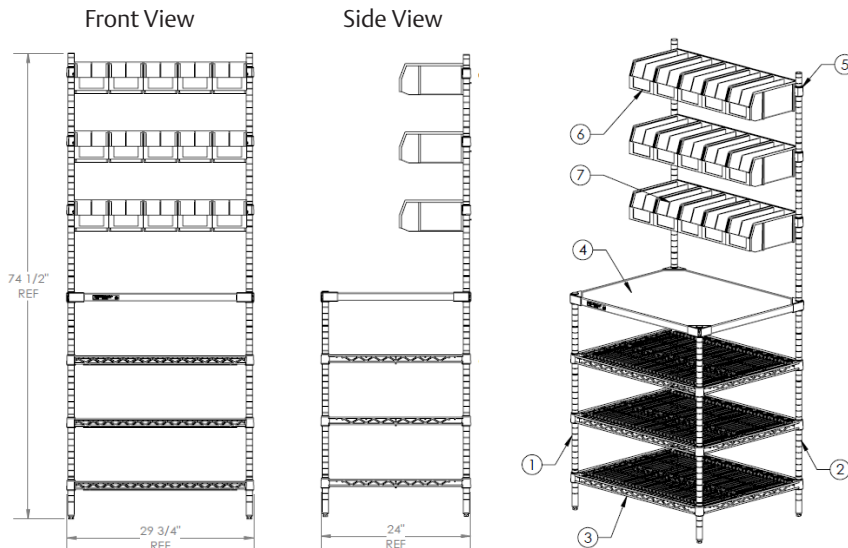 Front View
Side View
74 1/2"
REF
29 3/4"
REF
24"
REF
5
6
7
4
1
2
3